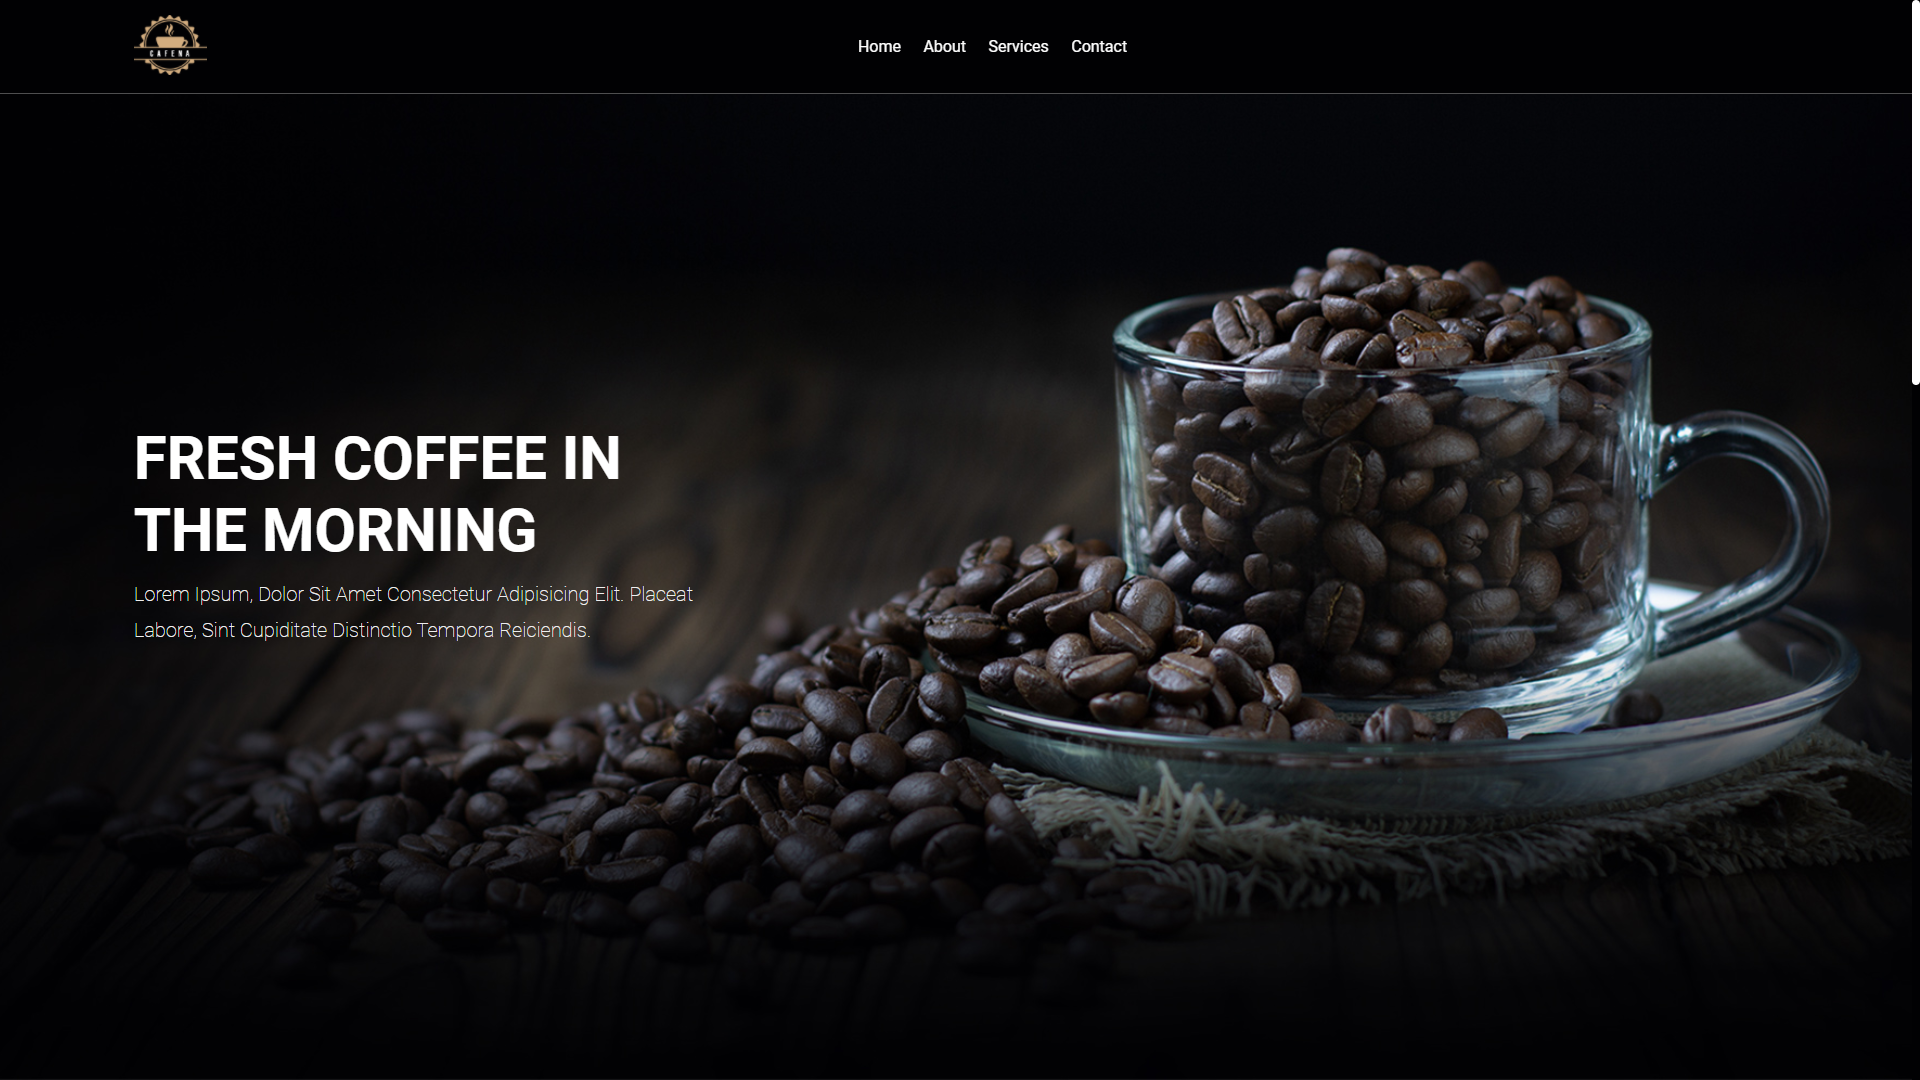 CAFENA
Home About Services Contact
FRESH COFFEE IN
THE MORNING
Lorem Ipsum, Dolor Sit Amet Consectetur Adipisicing Elit. Placeat
Labore, Sint Cupiditate Distinctio Tempora Reiciendis.